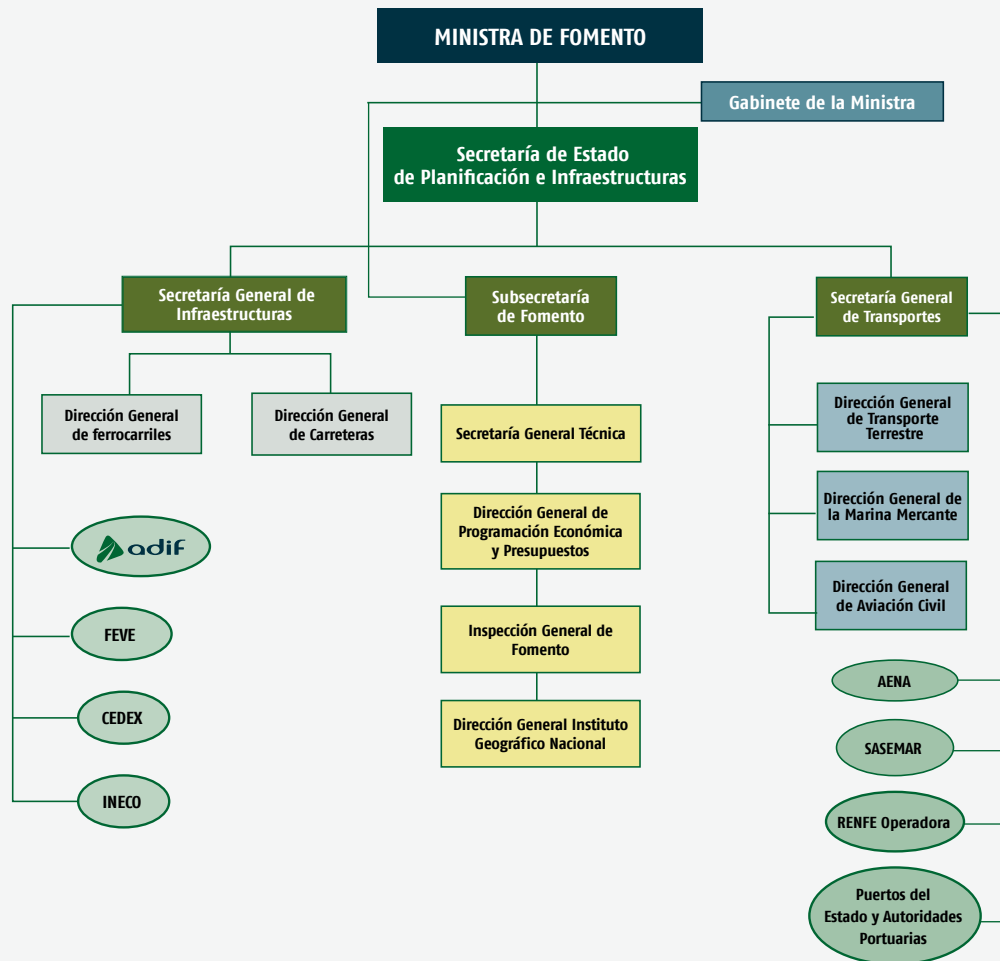 MINISTRA DE FOMENTO
Gabinete de la Ministra
Secretaría de Estado
de Planificación e Infraestructuras
Secretaría General de
Infraestructuras
Subsecretaría
de Fomento
Secretaría General
de Transportes
Dirección General
de ferrocarriles
Dirección General
de Carreteras
Secretaría General Técnica
Dirección General de
Programación Económica
y Presupuestos
Inspección General de
Fomento
Dirección General Instituto
Geográfico Nacional
Dirección General
de Transporte
Terrestre
Dirección General de
la Marina Mercante
Dirección General
de Aviación Civil
adif
FEVE
CEDEX
INECO
AENA
SASEMAR
RENFE Operadora
Puertos del
Estado y Autoridades
Portuarias